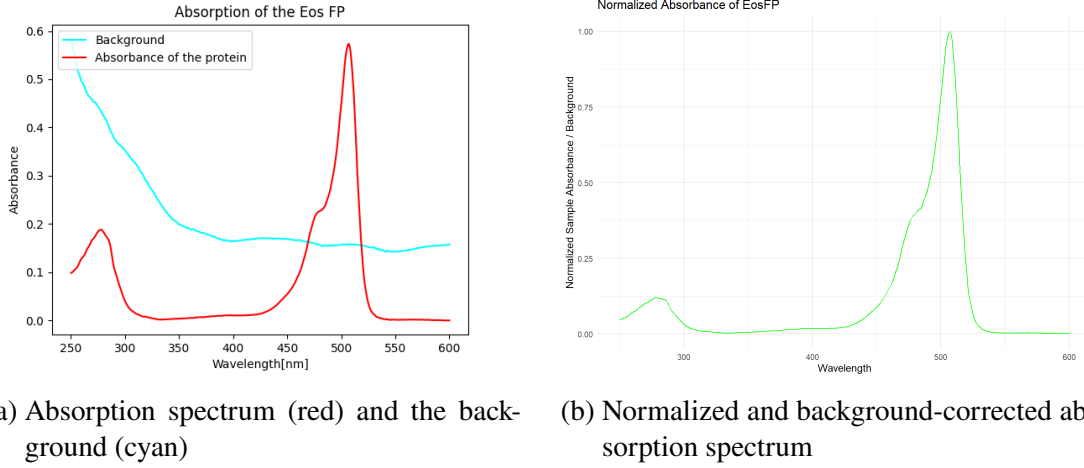 Absorption of the Eos FP
Background
Absorbance of the protein
0.6
0.5
0.4
0.3
0.2
0.1
0.0
Absorbance
250 300 350 400 450 500 550 600
Wavelength[nm]
a) Absorption spectrum (red) and the back-
ground (cyan)
Normalized Absorbance of EosFP
1.00
0.75
0.50
0.25
0.00
Normalized Sample Absorbance / Background
300 400 500 600
Wavelength
(b) Normalized and background-corrected ab
sorption spectrum